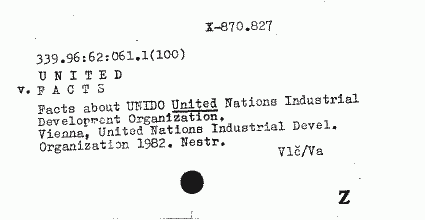 X-870.827
339.96:62:061.1(100)
U N I T E D
v. F A C T S
Facts about UNIDO United Nations Industrial
Development Organization.
Vienna, United Nations Industrial Devel.
Organization 1982. Nestr.
Vlč/Va
Z